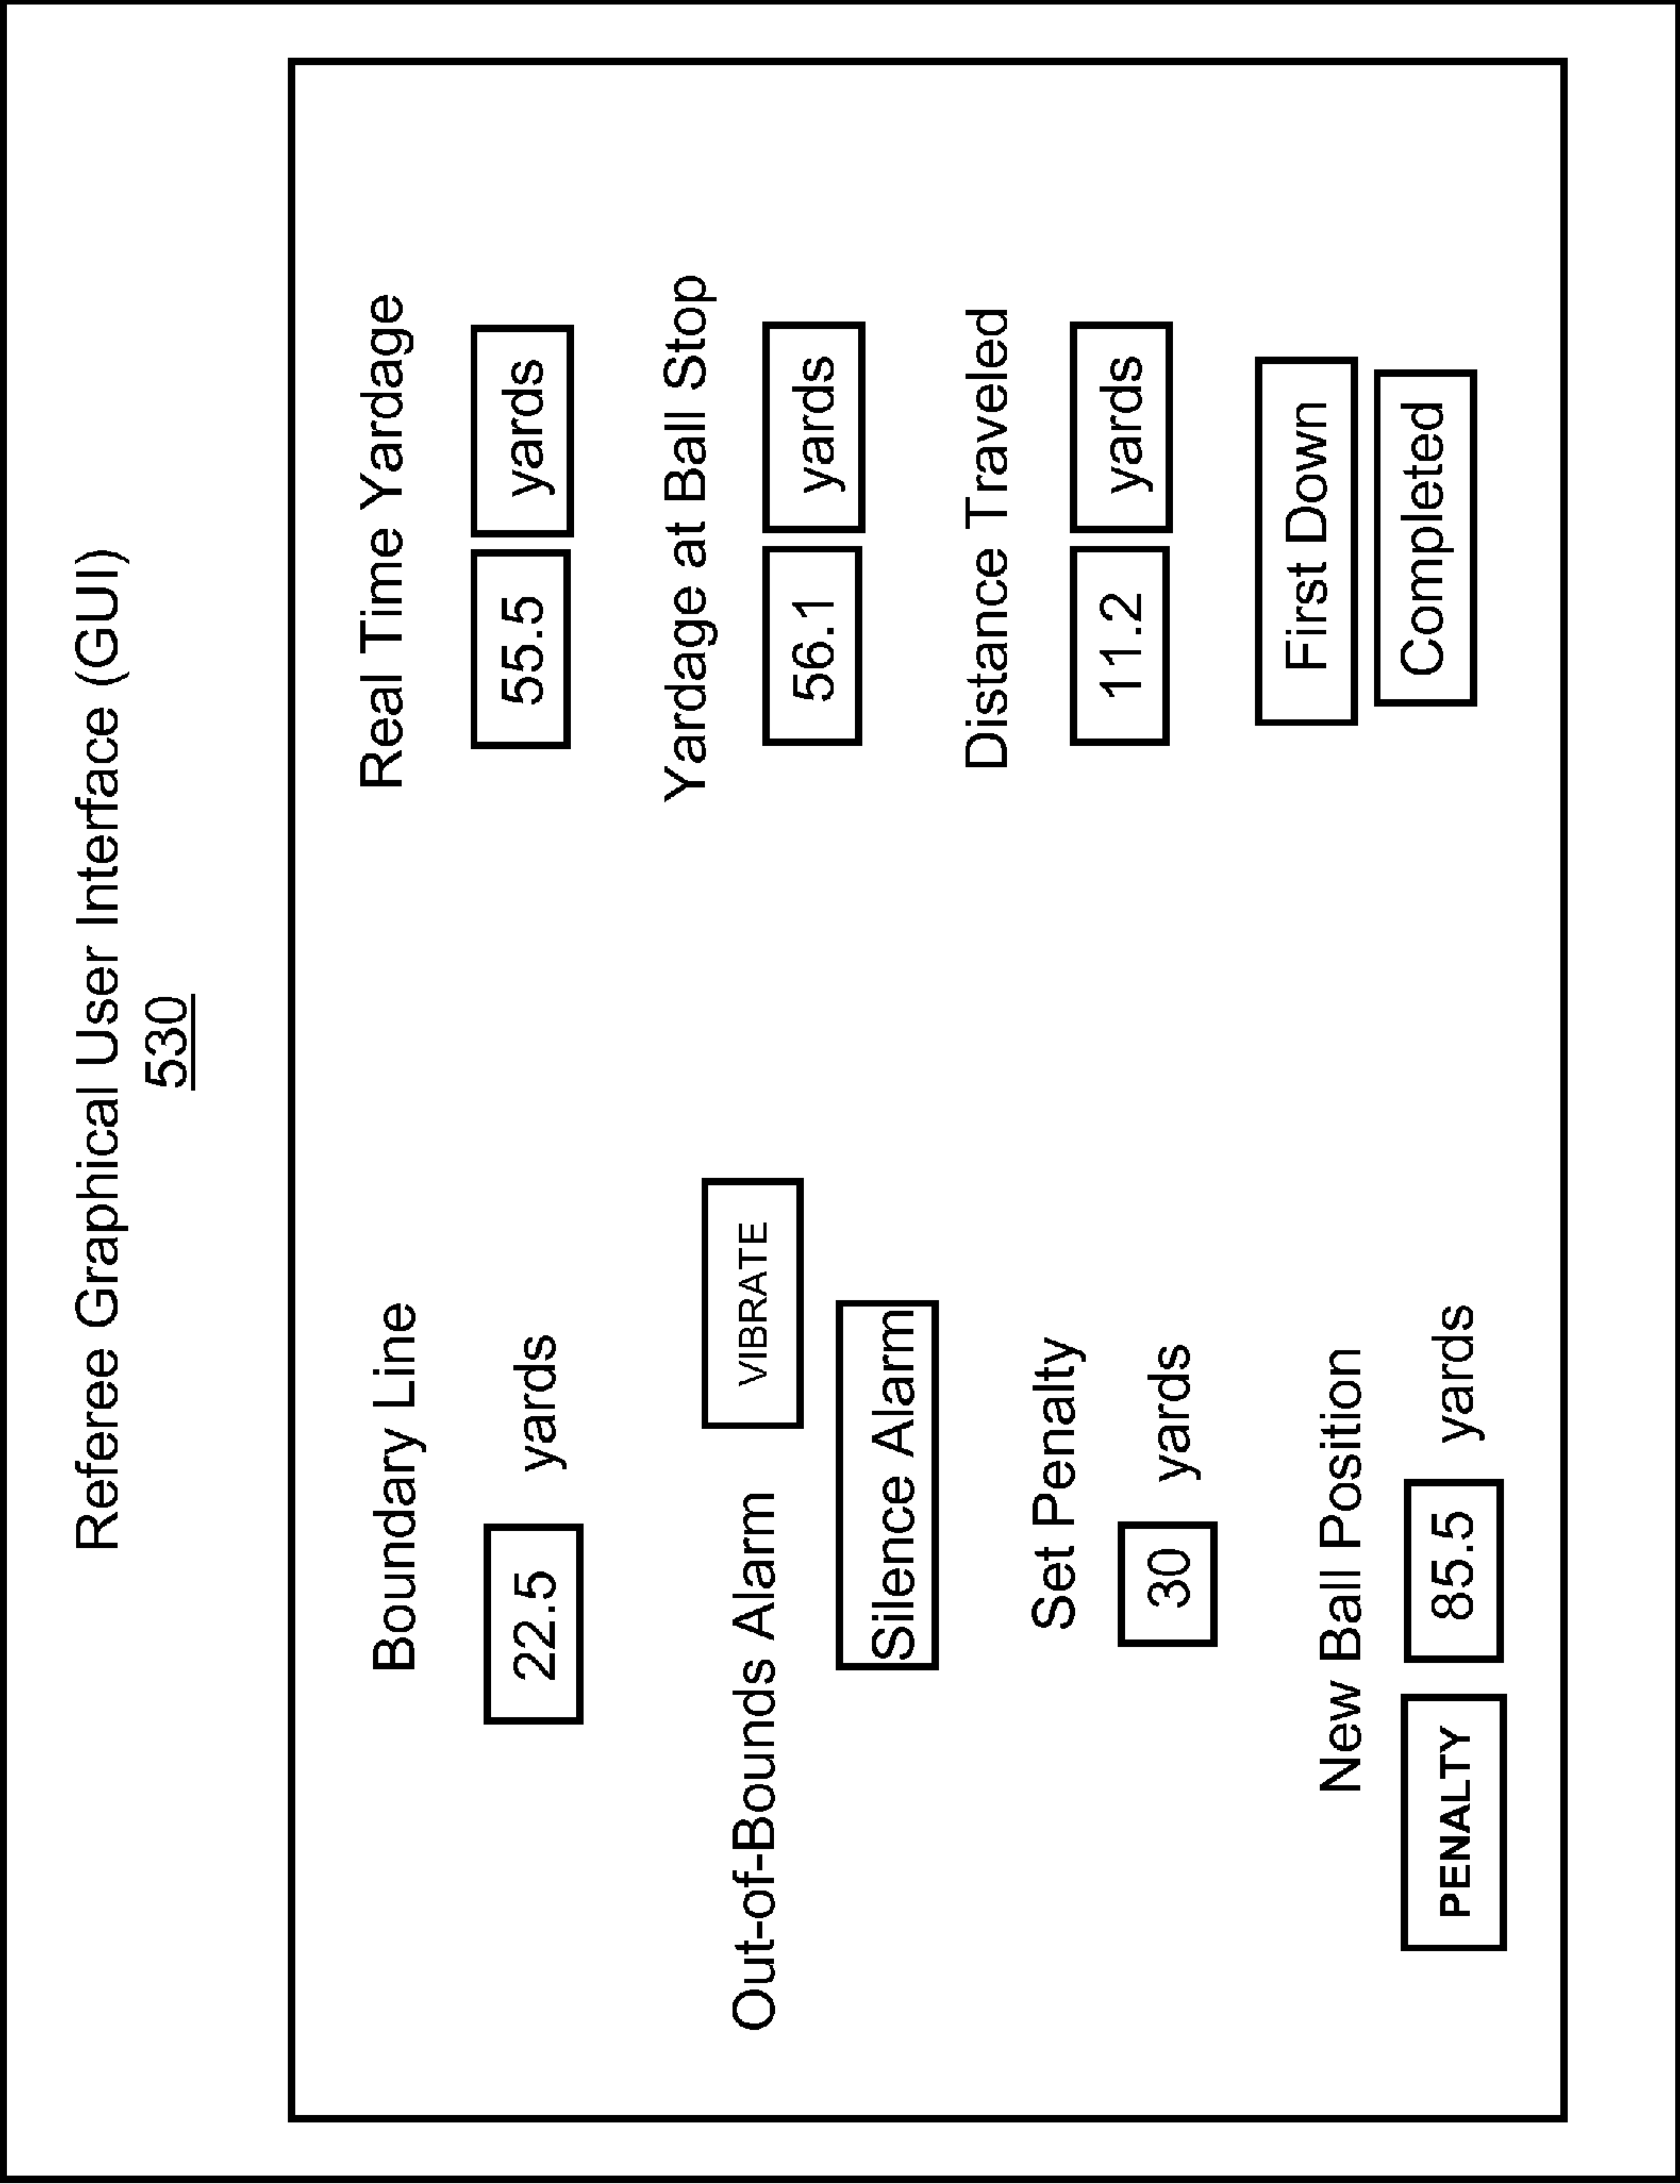 Referee Graphical User Interface (GUI)
530
Boundary Line
22.5 yards
Out-of-Bounds Alarm VIBRATE
Silence Alarm
Set Penalty
30 yards
New Ball Position
PENALTY 85.5 yards
Real Time Yardage
55.5 yards
Yardage at Ball Stop
56.1 yards
Distance Traveled
11.2 yards
First Down
Completed